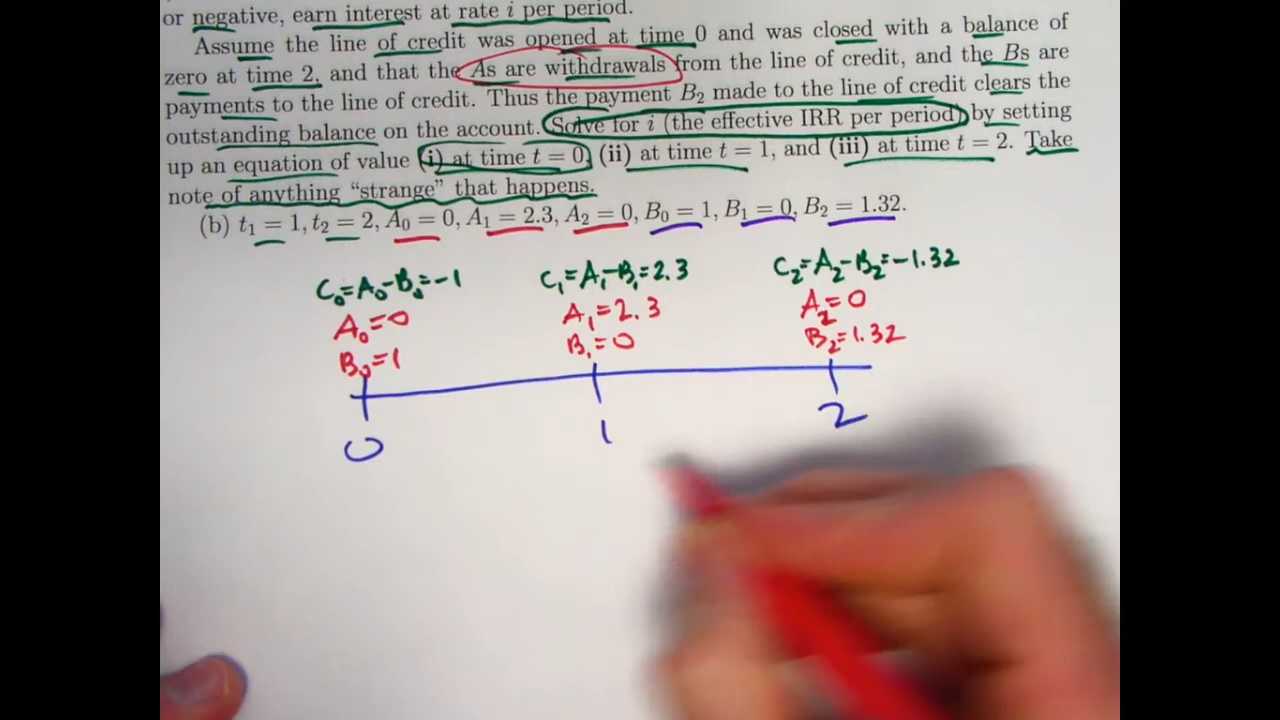 or negative, earn interest at rate i per period.
Assume the line of credit was opened at time 0 and was closed with a balance of
zero at time 2, and that the As are withdrawals from the line of credit, and the Bs are
payments to the line of credit. Thus the payment B₂ made to the line of credit clears the
outstanding balance on the account. Solve for i (the effective IRR per period) by setting
up an equation of value (i) at time t = 0, (ii) at time t = 1, and (iii) at time t = 2. Take
note of anything “strange” that happens.
(b) t₁ = 1, t₂ = 2, A₀ = 0, A₁ = 2.3, A₂ = 0, B₀ = 1, B₁ = 0, B₂ = 1.32.
C₀=A₀-B₀=-1 C₁=A₁-B₁=2.3 C₂=A₂-B₂=-1.32
A₀=0 A₁=2.3 A₂=0
B₀=1 B₁=0 B₂=1.32
0 1 2